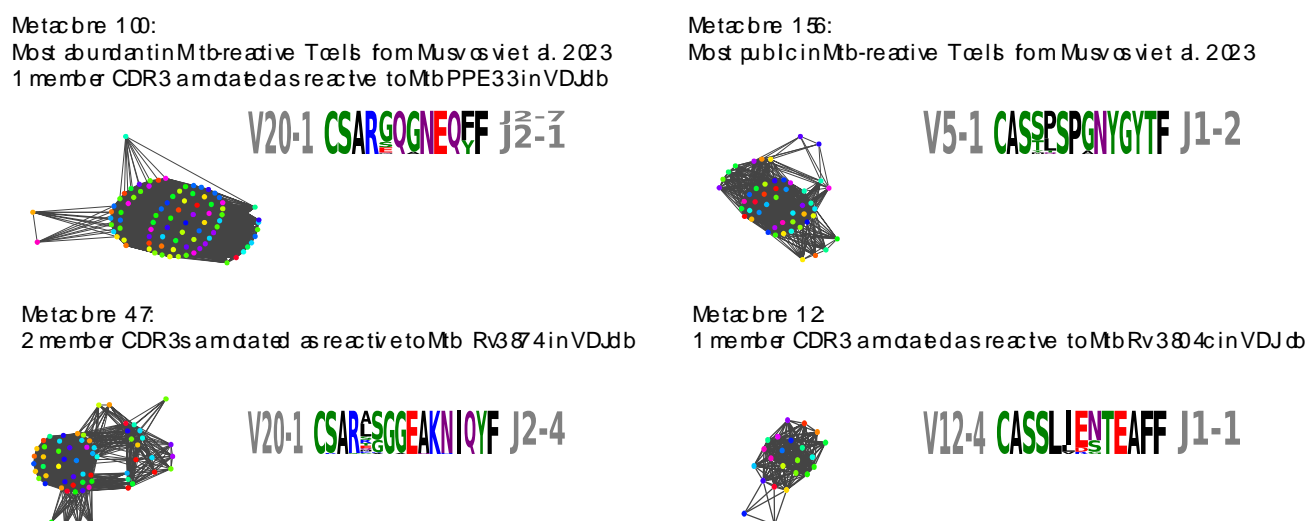 Metaclone 100:
Most abundant in Mtb-reactive T cells from Musvosvi et al. 2023
1 member CDR3 annotated as reactive to Mtb PPE33 in VDJdb
V20-1 CSARGQGNEQFF J2-7
J2-1
Metaclone 156:
Most public in Mtb-reactive T cells from Musvosvi et al. 2023
V5-1 CASSPSPGNYGYTF J1-2
Metaclone 47:
2 member CDR3s annotated as reactive to Mtb Rv3874 in VDJdb
V20-1 CSARASGGEAKNIQYF J2-4
Metaclone 12:
1 member CDR3 annotated as reactive to Mtb Rv3804c in VDJdb
V12-4 CASSLIENTEAFF J1-1